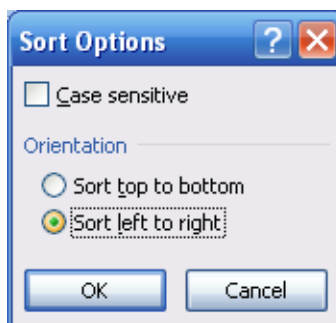 Sort Options
Case sensitive
Orientation
Sort top to bottom
Sort left to right
OK
Cancel